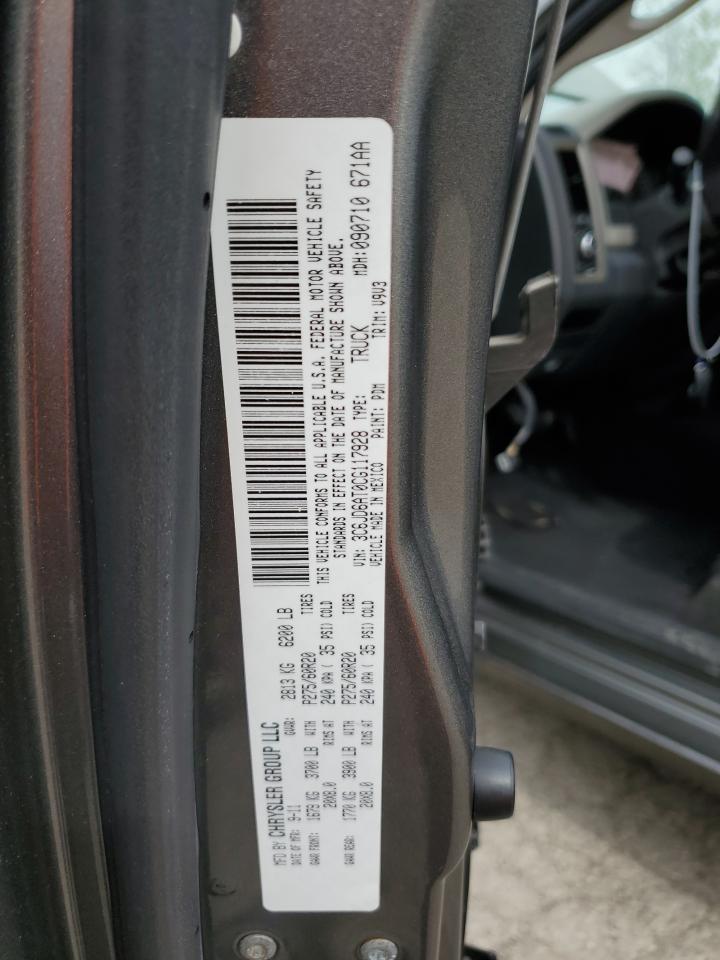 MFD BY CHRYSLER GROUP LLC
DATE OF MFR: 9-11 GVWR: 2813 KG 6200 LB
GAWR FRONT: 1679 KG 3700 LB WITH P275/60R20 TIRES
20X8.0 RIMS AT 240 KPA ( 35 PSI) COLD
GAWR REAR: 1770 KG 3900 LB WITH P275/60R20 TIRES
20X8.0 RIMS AT 240 KPA ( 35 PSI) COLD
THIS VEHICLE CONFORMS TO ALL APPLICABLE U.S.A. FEDERAL MOTOR VEHICLE SAFETY
STANDARDS IN EFFECT ON THE DATE OF MANUFACTURE SHOWN ABOVE.
VIN: 3C6JD6AT0CG117928 TYPE: TRUCK MDH:090710 671AA
VEHICLE MADE IN MEXICO PAINT: PDM TRIM: V9V3